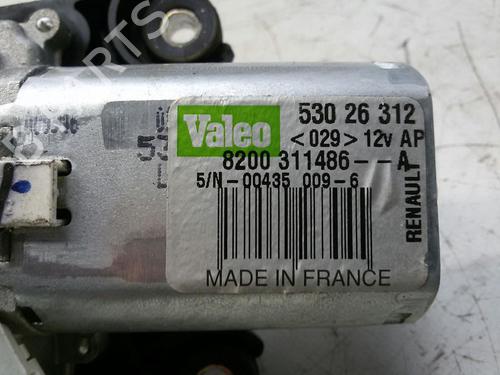 Valeo
530 26 312
<029> 12v AP
8200 311486--A
S/N-00435 009-6
RENAULT
MADE IN FRANCE